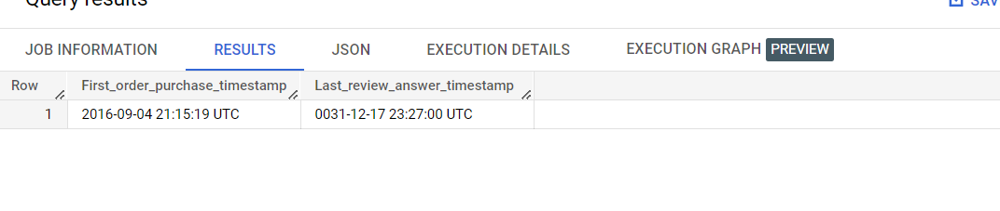 Query results
SAV
JOB INFORMATION RESULTS JSON EXECUTION DETAILS EXECUTION GRAPH PREVIEW
Row First_order_purchase_timestamp Last_review_answer_timestamp
1 2016-09-04 21:15:19 UTC 0031-12-17 23:27:00 UTC